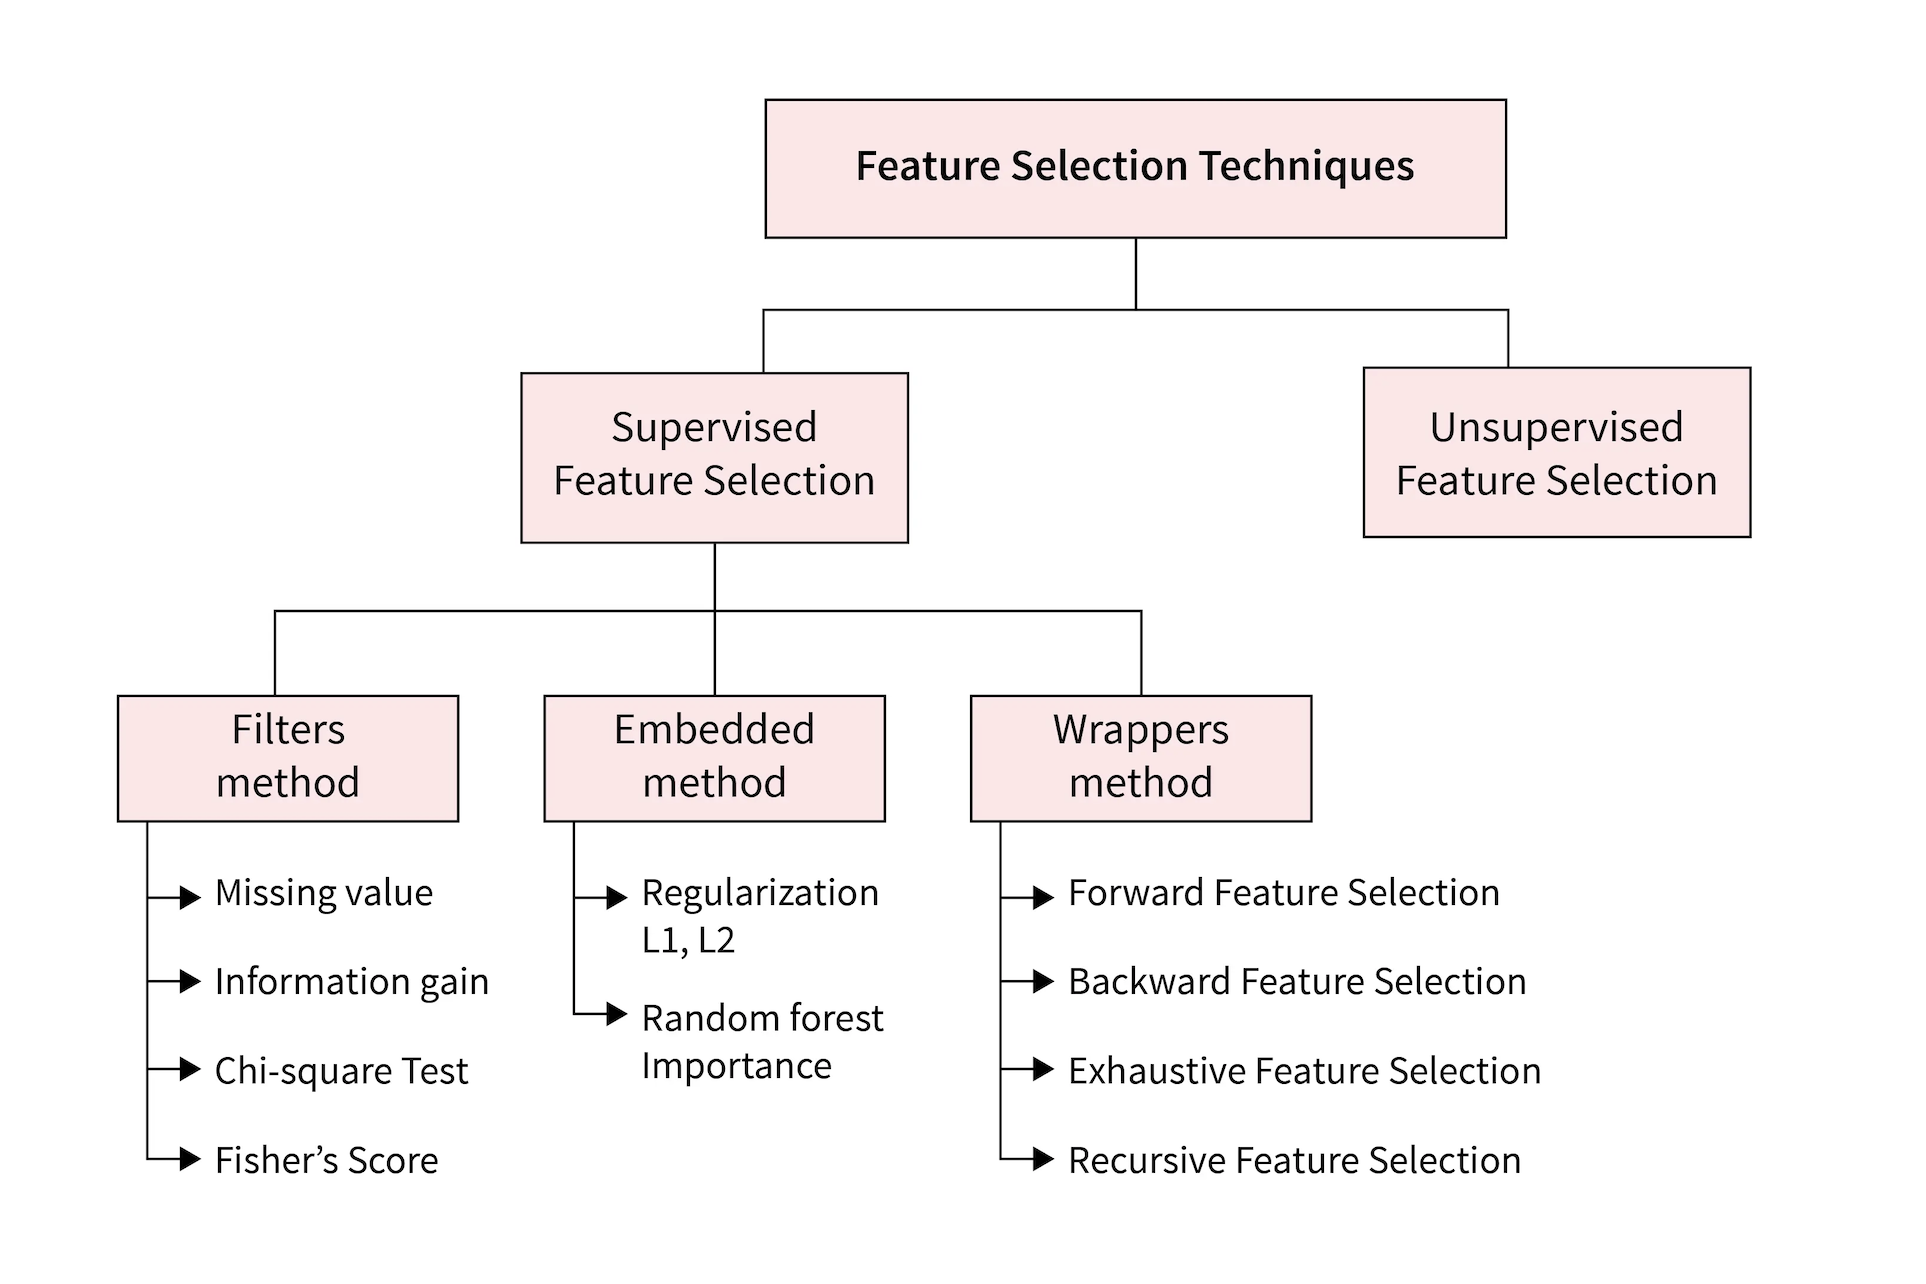 Feature Selection Techniques
Supervised
Feature Selection
Unsupervised
Feature Selection
Filters
method
Embedded
method
Wrappers
method
Missing value
Information gain
Chi-square Test
Fisher’s Score
Regularization
L1, L2
Random forest
Importance
Forward Feature Selection
Backward Feature Selection
Exhaustive Feature Selection
Recursive Feature Selection